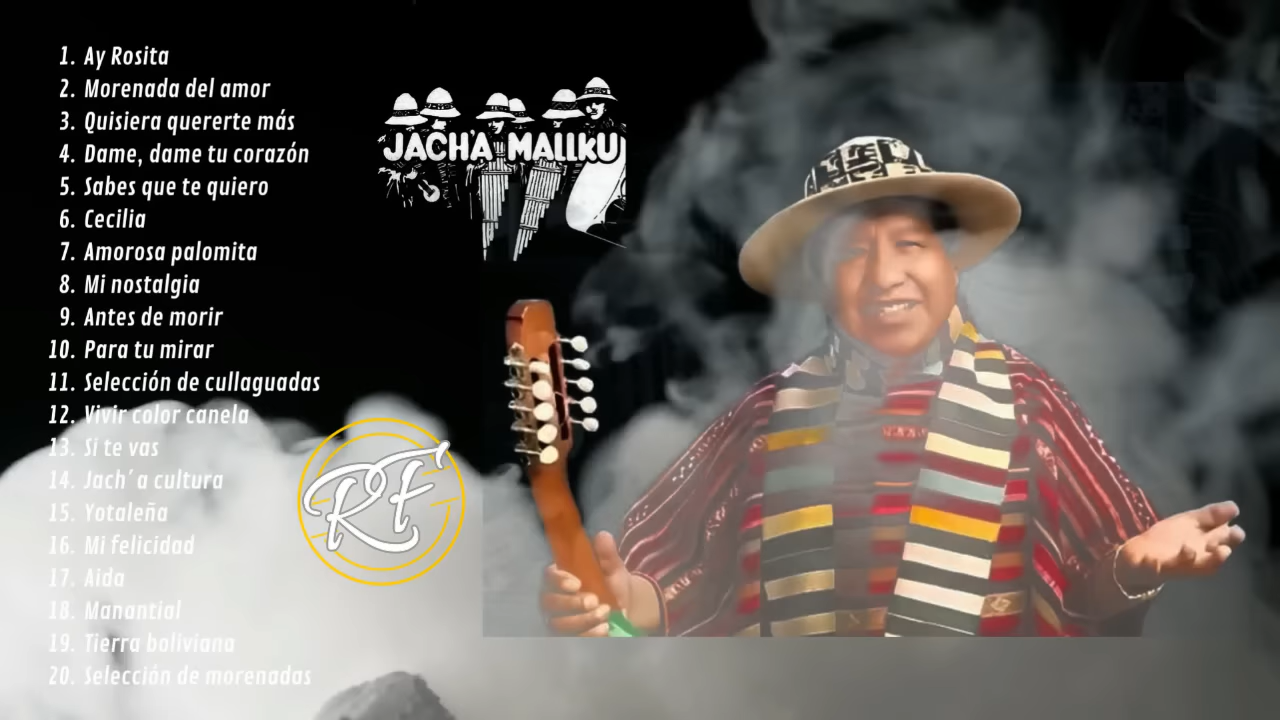 1. Ay Rosita
2. Morenada del amor
3. Quisiera quererte más
4. Dame, dame tu corazón
5. Sabes que te quiero
6. Cecilia
7. Amorosa palomita
8. Mi nostalgia
9. Antes de morir
10. Para tu mirar
11. Selección de cullaguadas
12. Vivir color canela
13. Sí te vas
14. Jach´a cultura
15. Yotaleña
16. Mi felicidad
17. Aida
18. Manantial
19. Tierra boliviana
20. Selección de morenadas
JACH'A MALLKU
RF